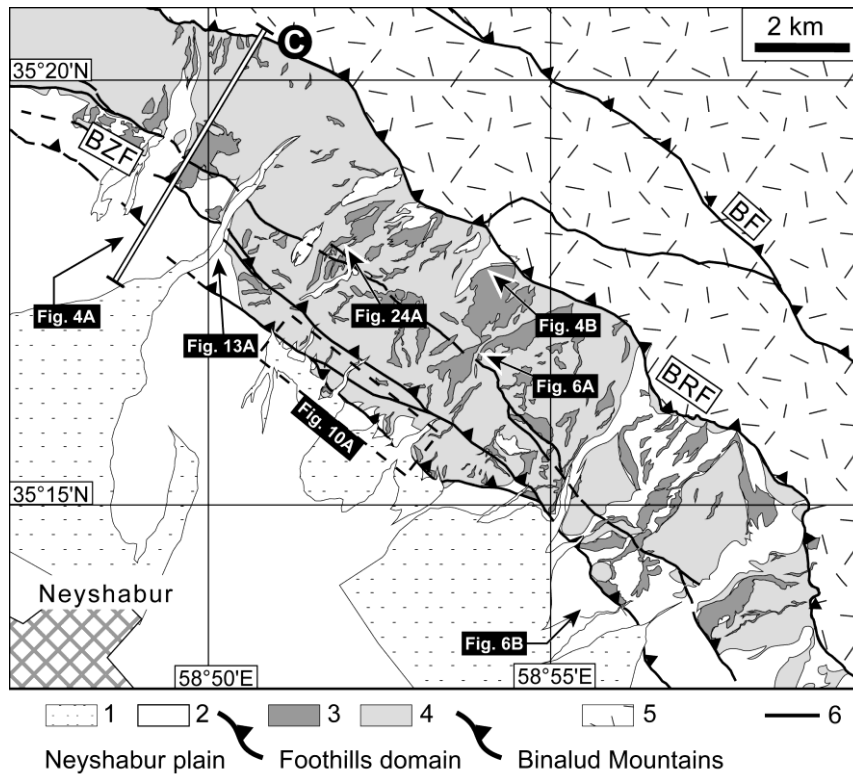 C
2 km
35°20'N
BZF
BF
Fig. 4A
Fig. 24A
Fig. 4B
Fig. 13A
Fig. 6A
BRF
Fig. 10A
35°15'N
Neyshabur
Fig. 6B
58°50'E
58°55'E
1 2 3 4 5 6
Neyshabur plain Foothills domain Binalud Mountains